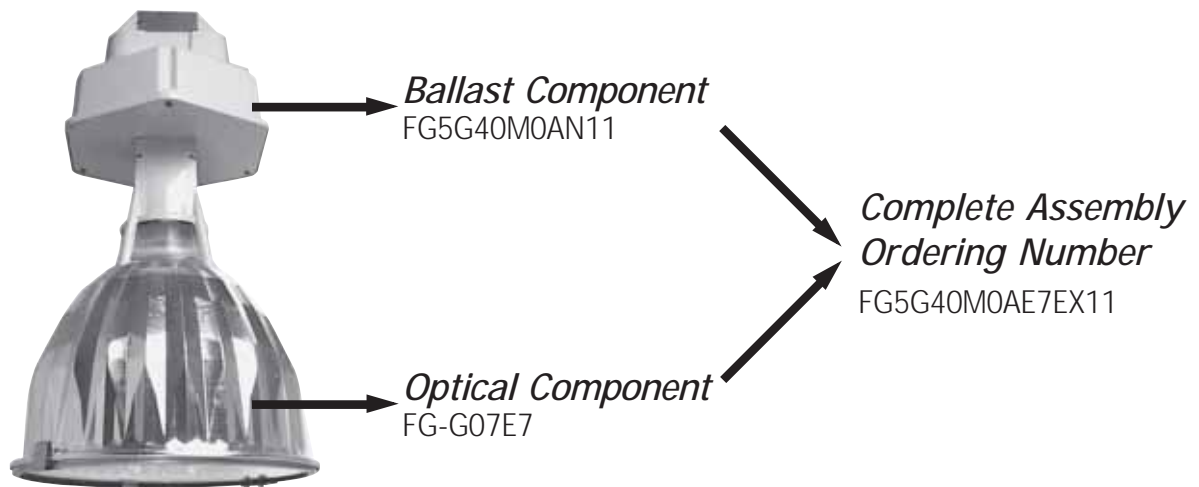 Ballast Component
FG5G40M0AN11
Complete Assembly
Ordering Number
FG5G40M0AE7EX11
Optical Component
FG-G07E7